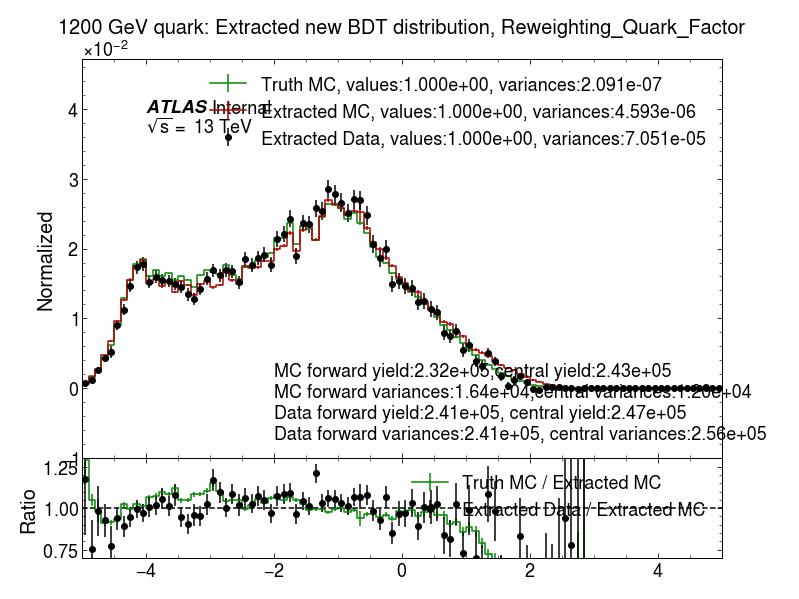 1200 GeV quark: Extracted new BDT distribution, Reweighting_Quark_Factor
×10⁻²
Truth MC, values:1.000e+00, variances:2.091e-07
ATLAS Internal
Extracted MC, values:1.000e+00, variances:4.593e-06
√s = 13 TeV
Extracted Data, values:1.000e+00, variances:7.051e-05
4
3
2
1
0
1
Normalized
MC forward yield:2.32e+05,central yield:2.43e+05
MC forward variances:1.64e+04,central variances:1.20e+04
Data forward yield:2.41e+05, central yield:2.47e+05
Data forward variances:2.41e+05, central variances:2.56e+05
1.25
1.00
0.75
Ratio
Truth MC / Extracted MC
Extracted Data / Extracted MC
−4 −2 0 2 4